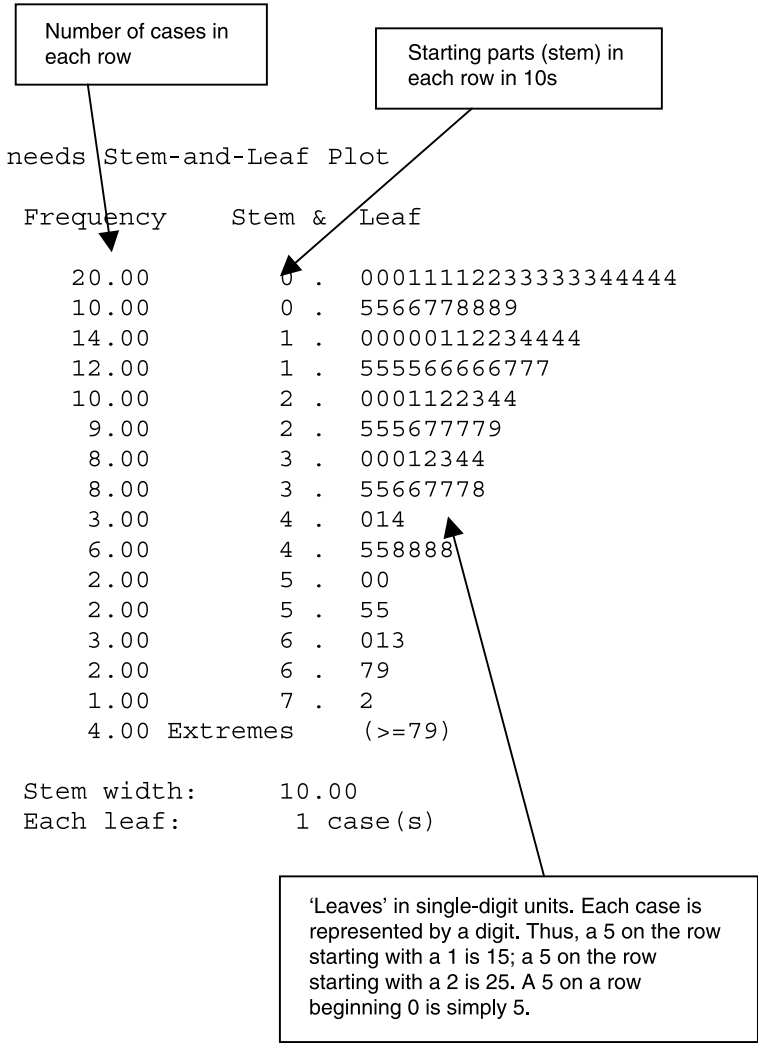 Number of cases in
each row
Starting parts (stem) in
each row in 10s
needs Stem-and-Leaf Plot
Frequency Stem & Leaf
20.00 0 . 00011112233333344444
10.00 0 . 5566778889
14.00 1 . 00000112234444
12.00 1 . 555566666777
10.00 2 . 0001122344
9.00 2 . 555677779
8.00 3 . 00012344
8.00 3 . 55667778
3.00 4 . 014
6.00 4 . 558888
2.00 5 . 00
2.00 5 . 55
3.00 6 . 013
2.00 6 . 79
1.00 7 . 2
4.00 Extremes (>=79)
Stem width: 10.00
Each leaf: 1 case(s)
‘Leaves’ in single-digit units. Each case is
represented by a digit. Thus, a 5 on the row
starting with a 1 is 15; a 5 on the row
starting with a 2 is 25. A 5 on a row
beginning 0 is simply 5.